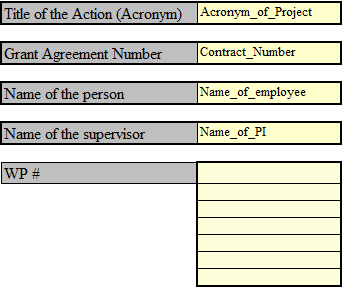 Title of the Action (Acronym) Acronym_of_Project
Grant Agreement Number Contract_Number
Name of the person Name_of_employee
Name of the supervisor Name_of_PI
WP #